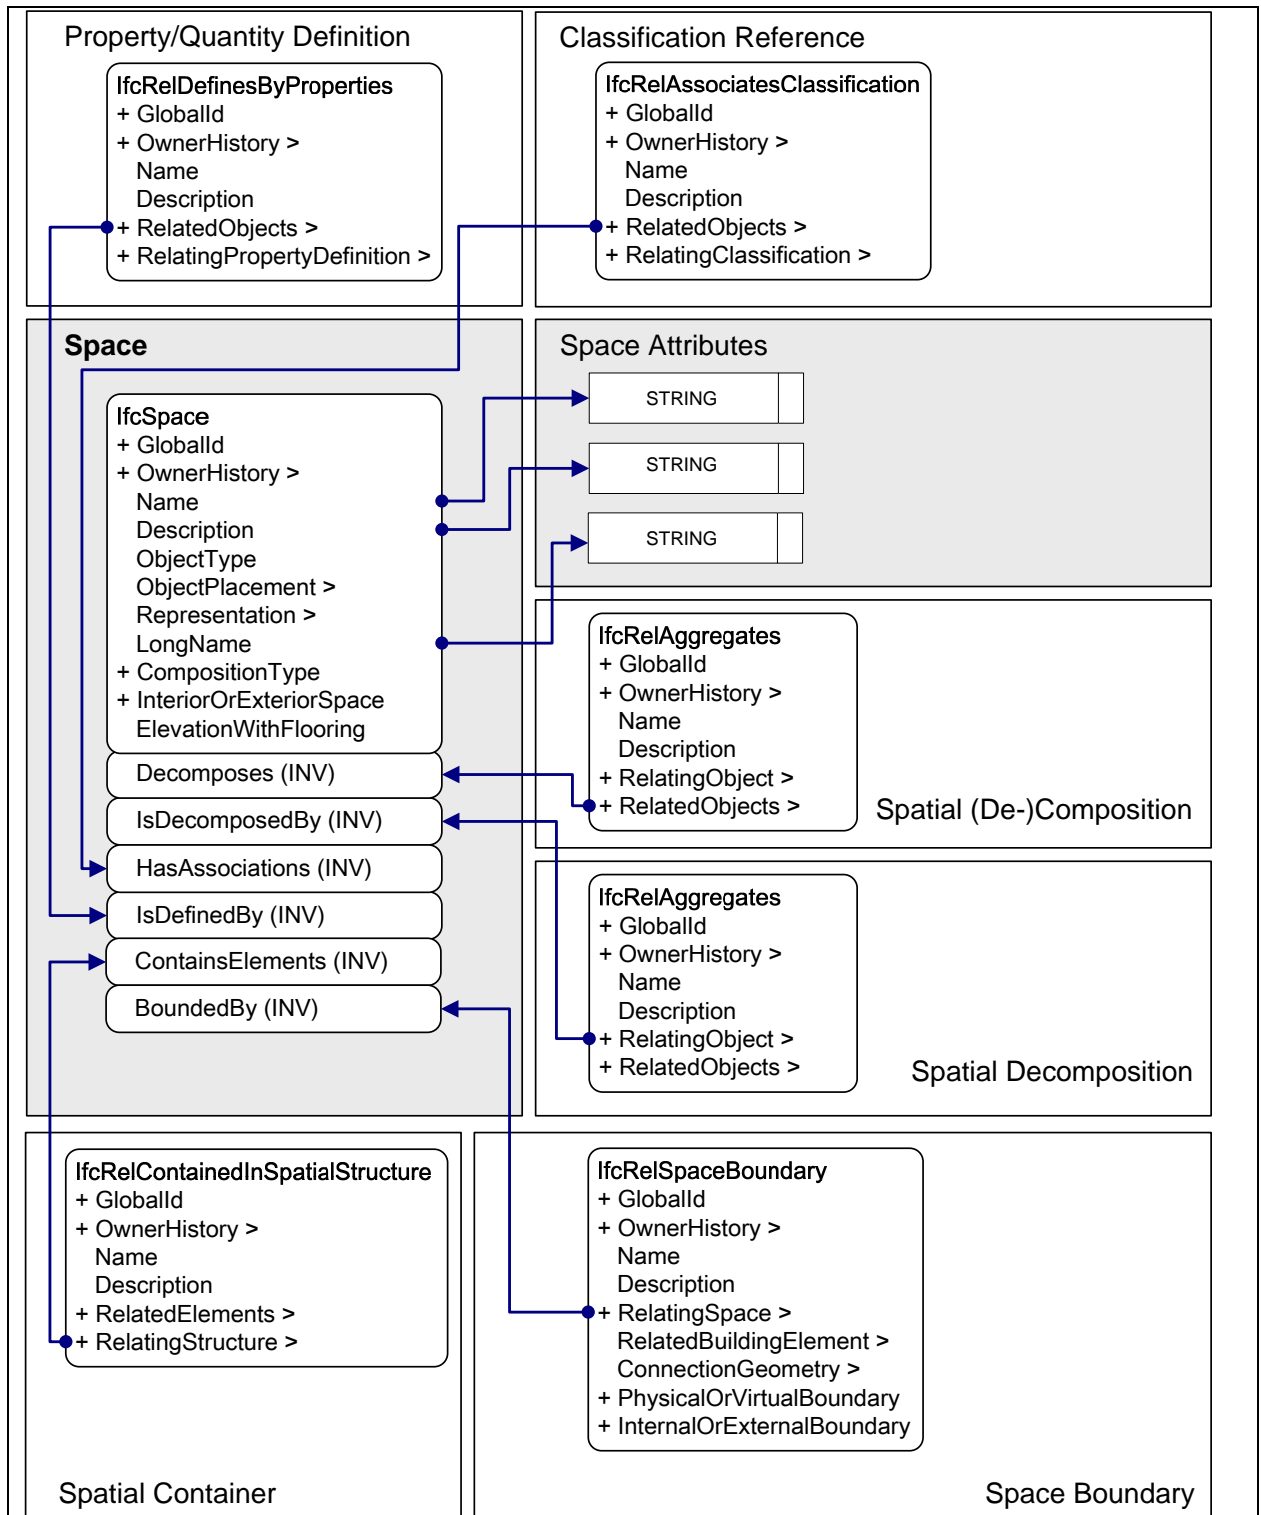 Property/Quantity Definition
IfcRelDefinesByProperties
+ GlobalId
+ OwnerHistory >
Name
Description
+ RelatedObjects >
+ RelatingPropertyDefinition >
Classification Reference
IfcRelAssociatesClassification
+ GlobalId
+ OwnerHistory >
Name
Description
+ RelatedObjects >
+ RelatingClassification >
Space
IfcSpace
+ GlobalId
+ OwnerHistory >
Name
Description
ObjectType
ObjectPlacement >
Representation >
LongName
+ CompositionType
+ InteriorOrExteriorSpace
ElevationWithFlooring
Decomposes (INV)
IsDecomposedBy (INV)
HasAssociations (INV)
IsDefinedBy (INV)
ContainsElements (INV)
BoundedBy (INV)
Space Attributes
STRING
STRING
STRING
IfcRelAggregates
+ GlobalId
+ OwnerHistory >
Name
Description
+ RelatingObject >
+ RelatedObjects >
Spatial (De-)Composition
IfcRelAggregates
+ GlobalId
+ OwnerHistory >
Name
Description
+ RelatingObject >
+ RelatedObjects >
Spatial Decomposition
IfcRelContainedInSpatialStructure
+ GlobalId
+ OwnerHistory >
Name
Description
+ RelatedElements >
+ RelatingStructure >
Spatial Container
IfcRelSpaceBoundary
+ GlobalId
+ OwnerHistory >
Name
Description
+ RelatingSpace >
RelatedBuildingElement >
ConnectionGeometry >
+ PhysicalOrVirtualBoundary
+ InternalOrExternalBoundary
Space Boundary